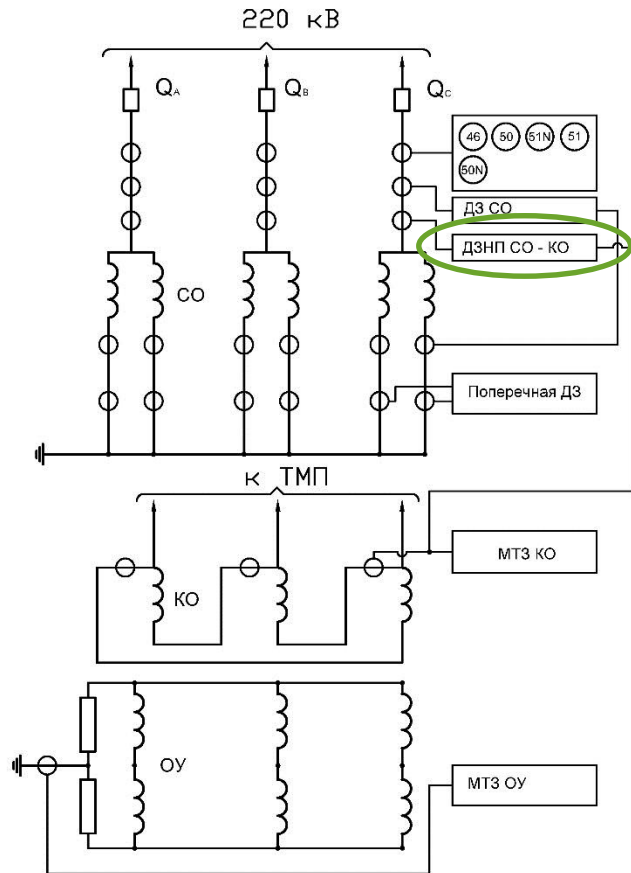 220 кВ
QA QB QC
46 50 51N 51
50N
ДЗ СО
ДЗНП СО - КО
СО
Поперечная ДЗ
к ТМП
МТЗ КО
КО
ОУ
МТЗ ОУ